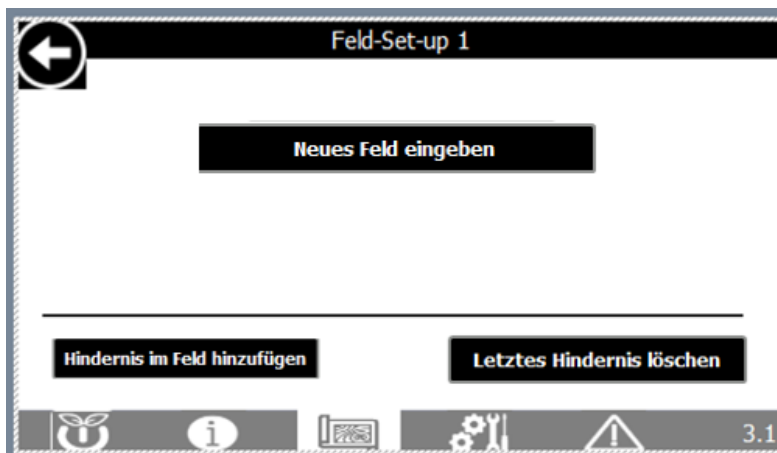 Feld-Set-up 1
Neues Feld eingeben
Hindernis im Feld hinzufügen
Letztes Hindernis löschen
i
3.1